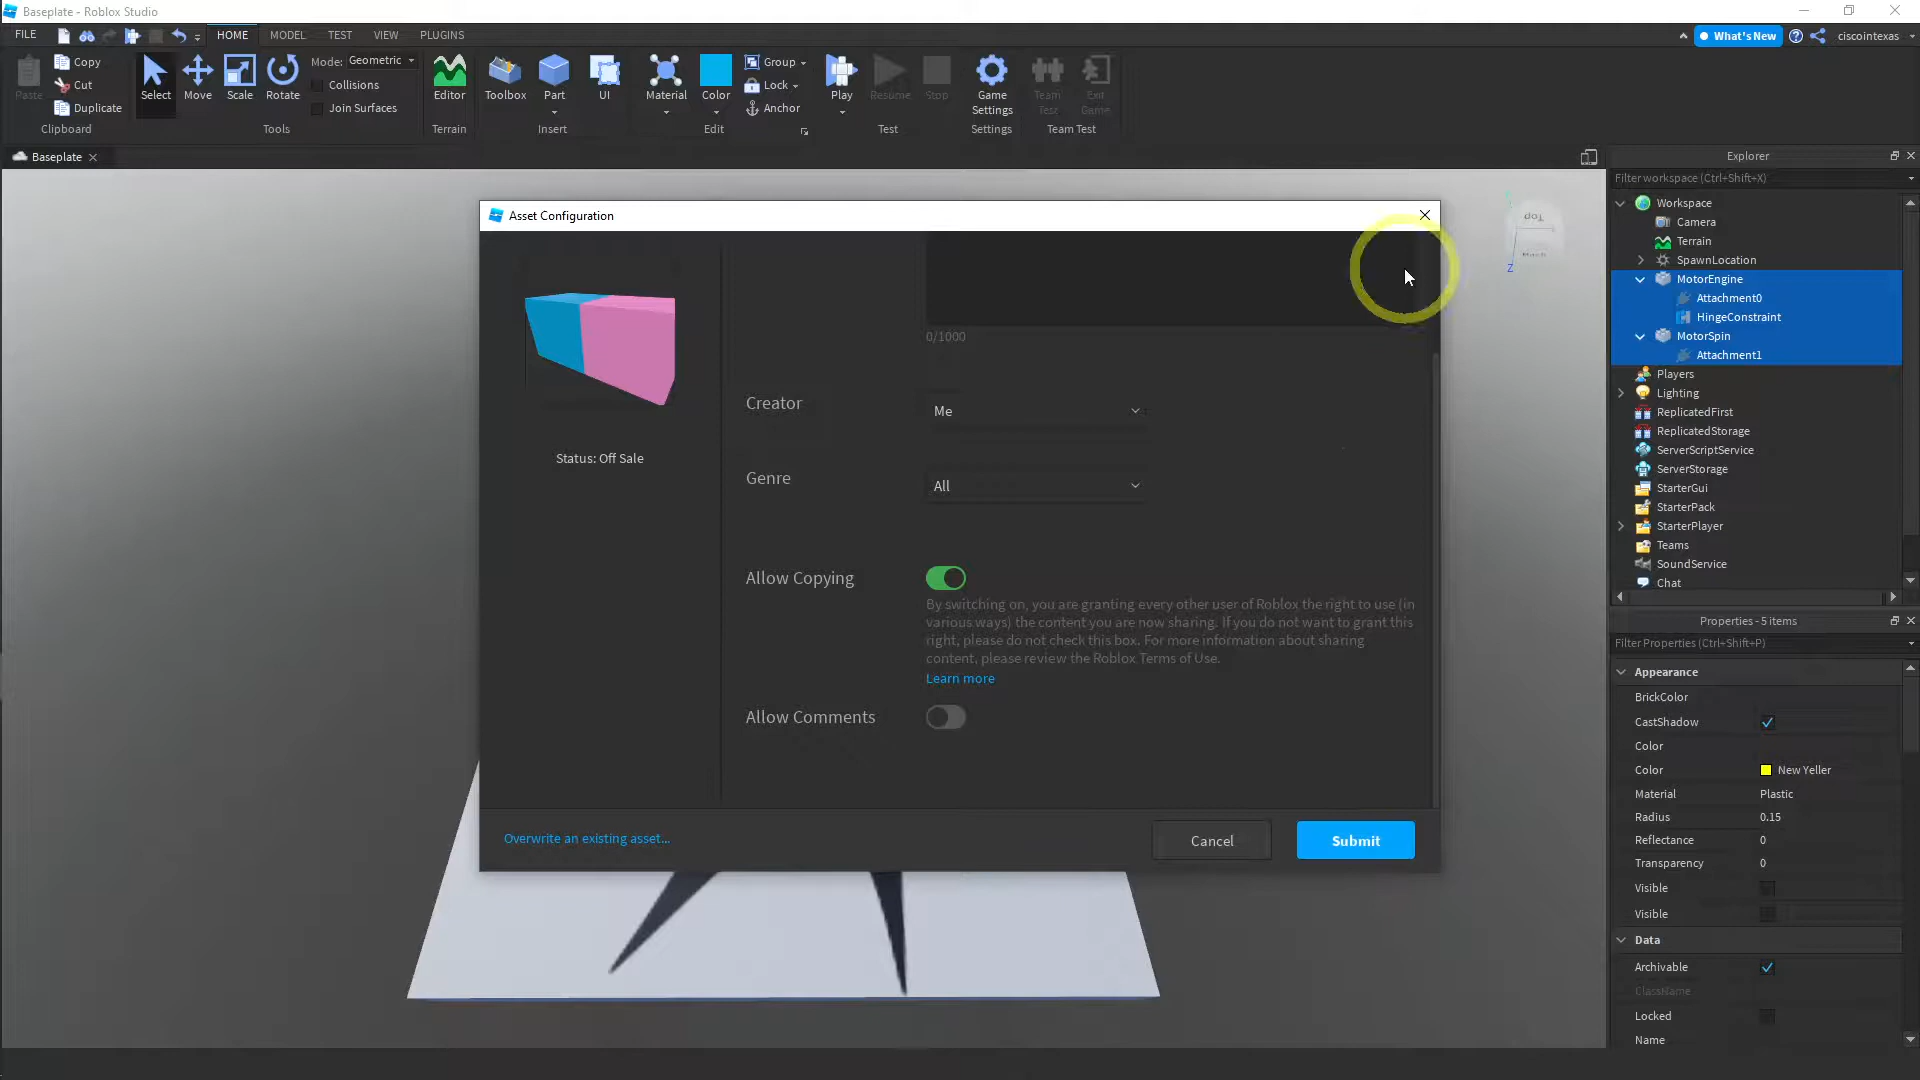 Baseplate - Roblox Studio
FILE
HOME
MODEL
TEST
VIEW
PLUGINS
What's New
ciscointexas
Paste
Copy
Cut
Duplicate
Clipboard
Select
Move
Scale
Rotate
Mode: Geometric
Collisions
Join Surfaces
Tools
Editor
Terrain
Toolbox
Part
UI
Insert
Material
Color
Group
Lock
Anchor
Edit
Play
Resume
Stop
Test
Game
Settings
Settings
Team
Test
Exit
Game
Team Test
Baseplate
Asset Configuration
Status: Off Sale
0/1000
Creator
Me
Genre
All
Allow Copying
By switching on, you are granting every other user of Roblox the right to use (in
various ways) the content you are now sharing. If you do not want to grant this
right, please do not check this box. For more information about sharing
content, please review the Roblox Terms of Use.
Learn more
Allow Comments
Overwrite an existing asset...
Cancel
Submit
Top
Z
Explorer
Filter workspace (Ctrl+Shift+X)
Workspace
Camera
Terrain
SpawnLocation
MotorEngine
Attachment0
HingeConstraint
MotorSpin
Attachment1
Players
Lighting
ReplicatedFirst
ReplicatedStorage
ServerScriptService
ServerStorage
StarterGui
StarterPack
StarterPlayer
Teams
SoundService
Chat
Properties - 5 items
Filter Properties (Ctrl+Shift+P)
Appearance
BrickColor
CastShadow
Color
Color New Yeller
Material Plastic
Radius 0.15
Reflectance 0
Transparency 0
Visible
Visible
Data
Archivable
ClassName
Locked
Name